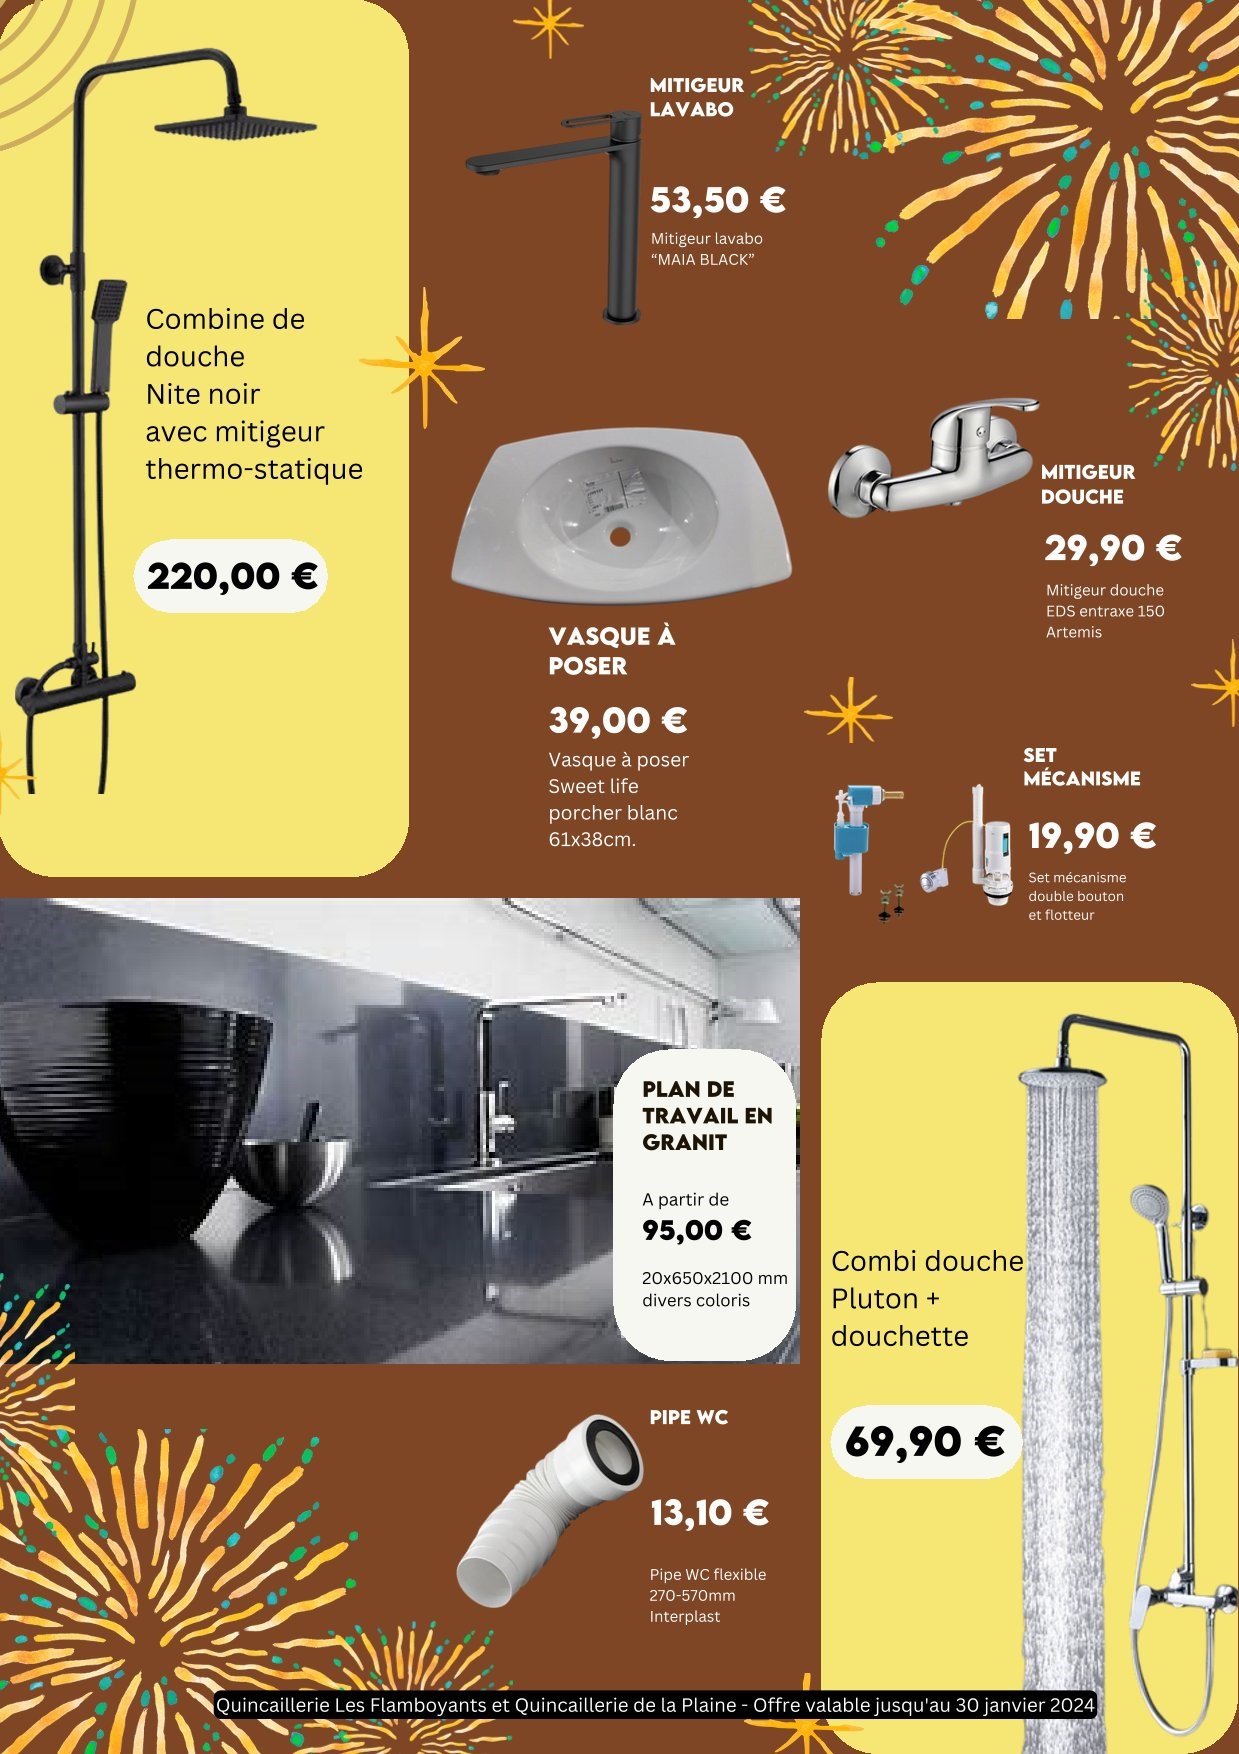 Combine de
douche
Nite noir
avec mitigeur
thermo-statique
220,00 €
MITIGEUR
LAVABO
53,50 €
Mitigeur lavabo
“MAIA BLACK”
MITIGEUR
DOUCHE
29,90 €
Mitigeur douche
EDS entraxe 150
Artemis
VASQUE À
POSER
39,00 €
Vasque à poser
Sweet life
porcher blanc
61x38cm.
SET
MÉCANISME
19,90 €
Set mécanisme
double bouton
et flotteur
PLAN DE
TRAVAIL EN
GRANIT
A partir de
95,00 €
20x650x2100 mm
divers coloris
Combi douche
Pluton +
douchette
69,90 €
PIPE WC
13,10 €
Pipe WC flexible
270-570mm
Interplast
Quincaillerie Les Flamboyants et Quincaillerie de la Plaine - Offre valable jusqu'au 30 janvier 2024